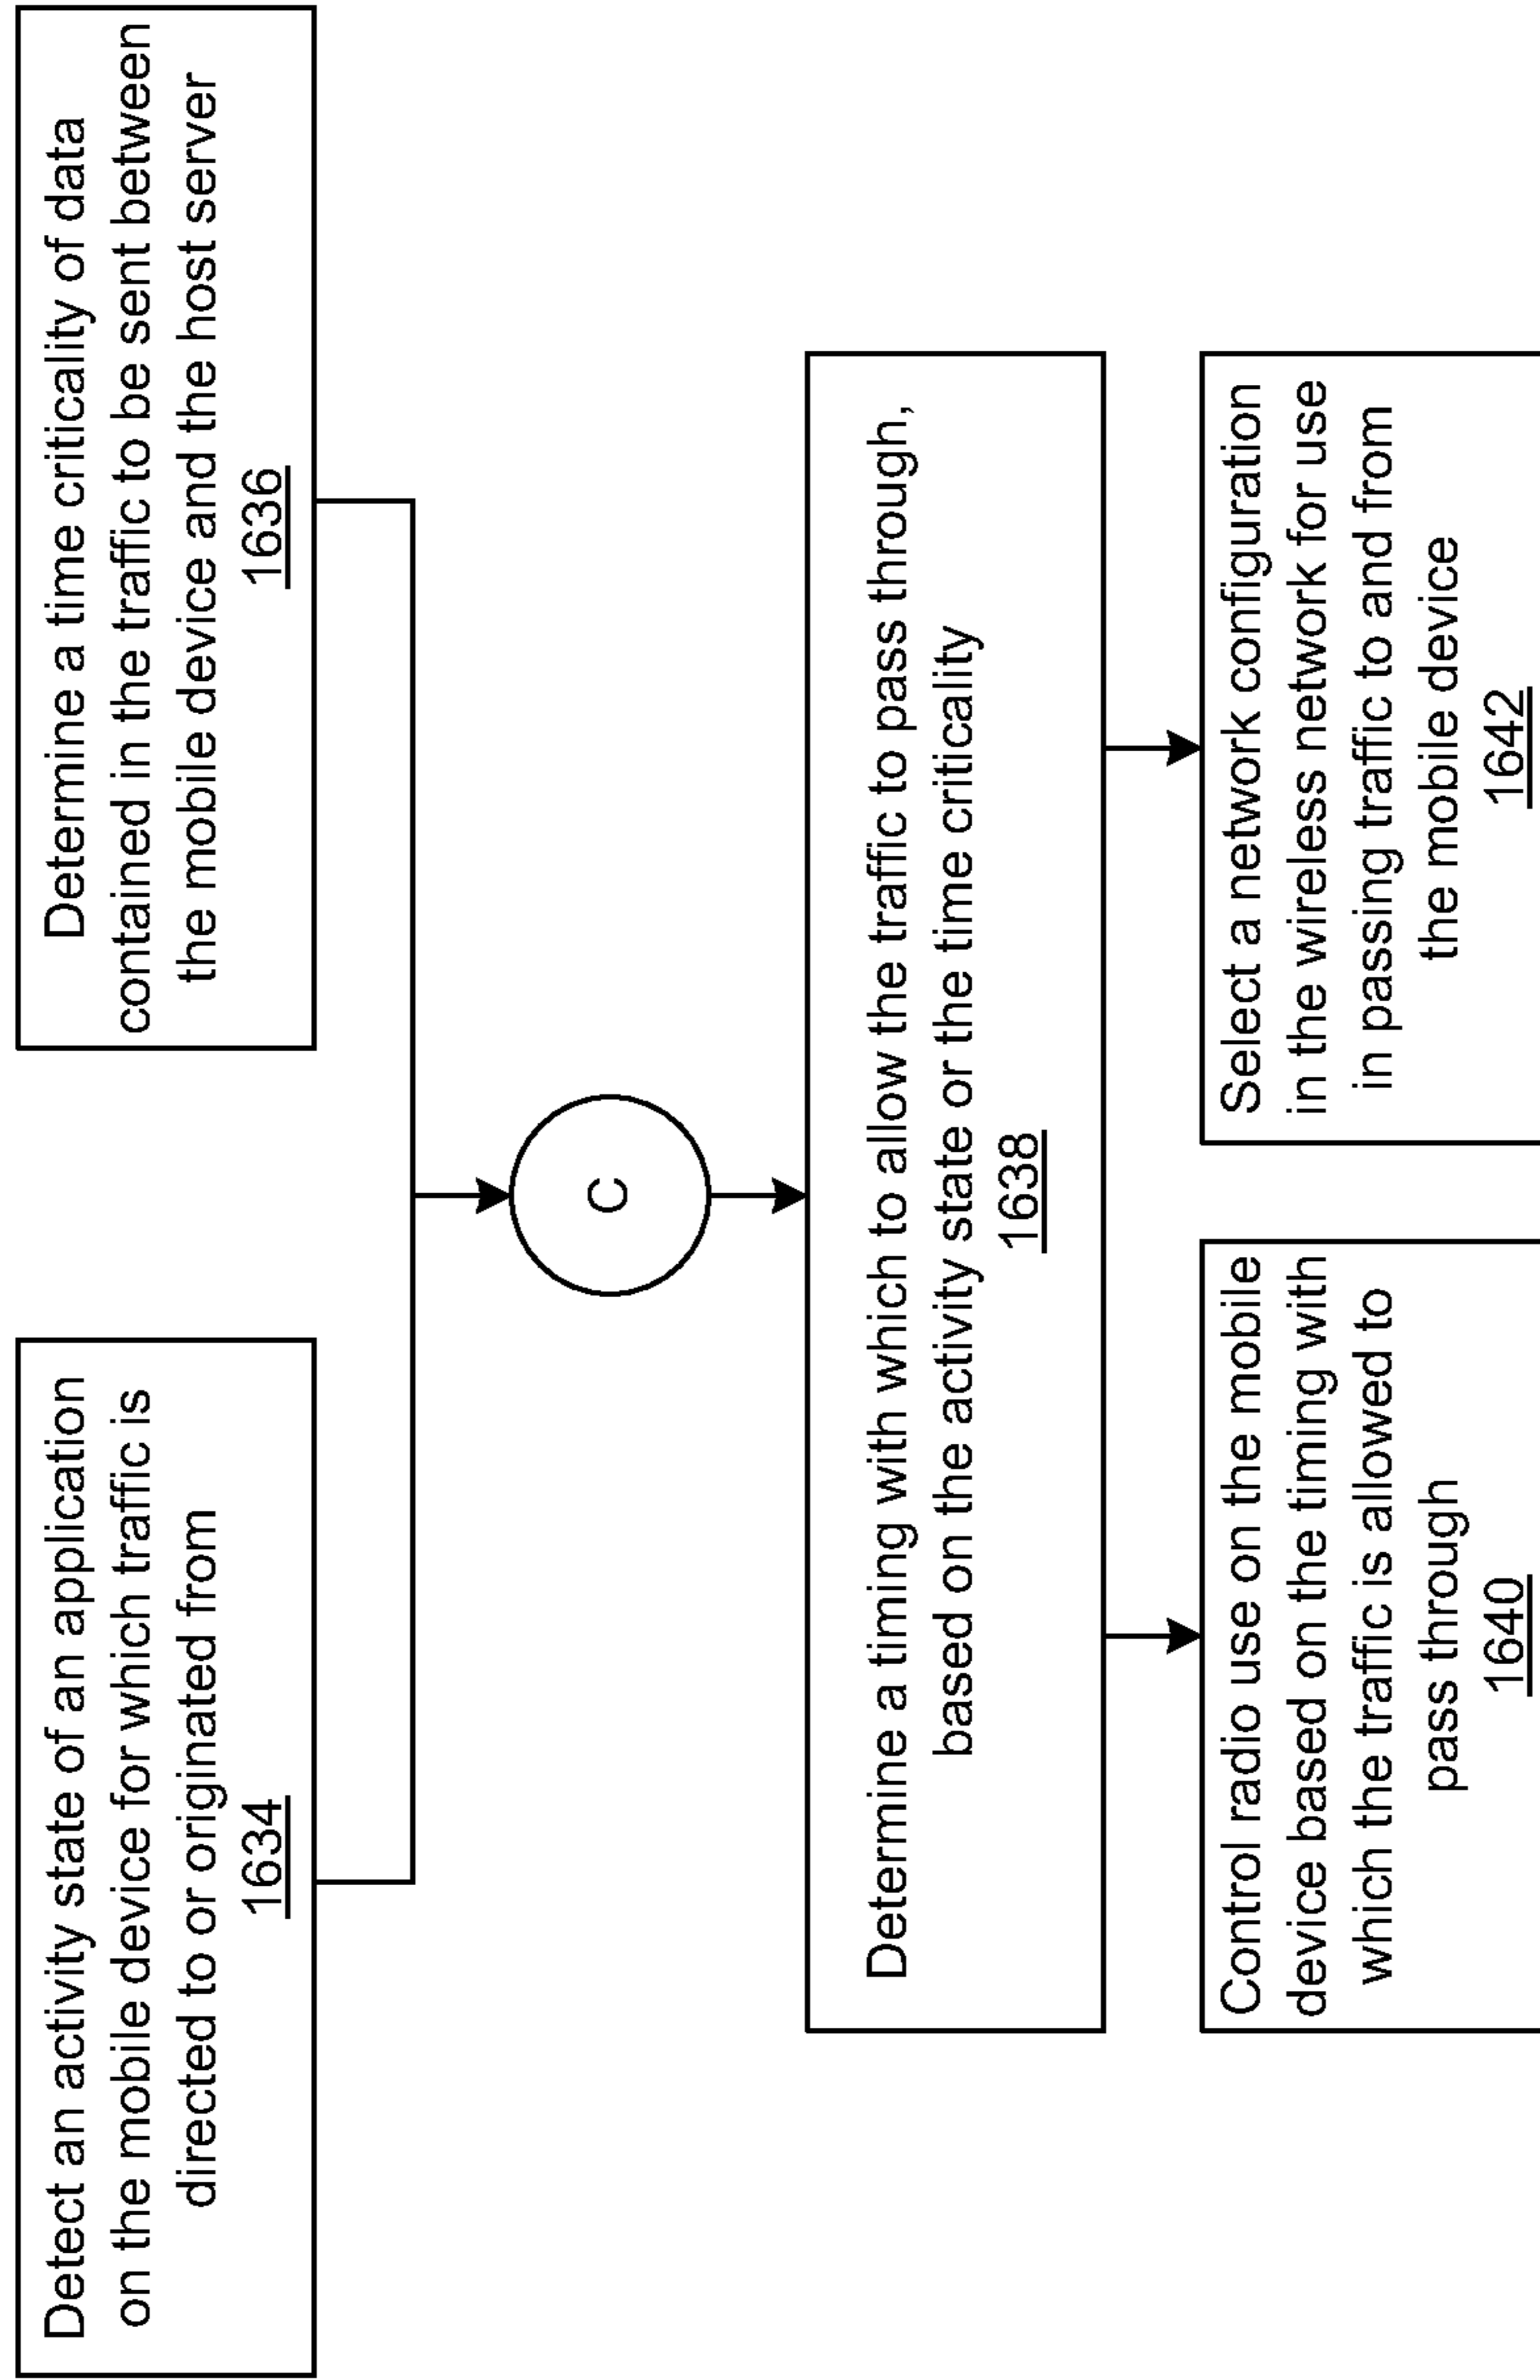 Detect an activity state of an application
on the mobile device for which traffic is
directed to or originated from
1634
Determine a time criticality of data
contained in the traffic to be sent between
the mobile device and the host server
1636
C
Determine a timing with which to allow the traffic to pass through,
based on the activity state or the time criticality
1638
Control radio use on the mobile
device based on the timing with
which the traffic is allowed to
pass through
1640
Select a network configuration
in the wireless network for use
in passing traffic to and from
the mobile device
1642